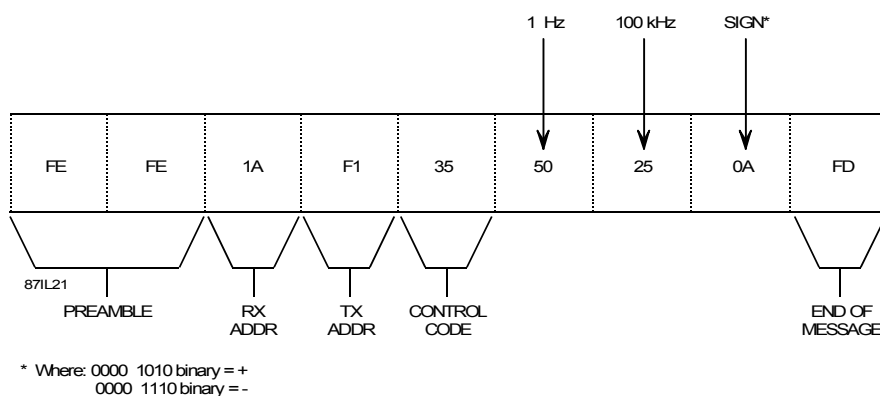 1 Hz 100 kHz SIGN*
FE FE 1A F1 35 50 25 0A FD
87IL21
PREAMBLE RX ADDR TX ADDR CONTROL CODE END OF MESSAGE
* Where: 0000 1010 binary = +
0000 1110 binary = -